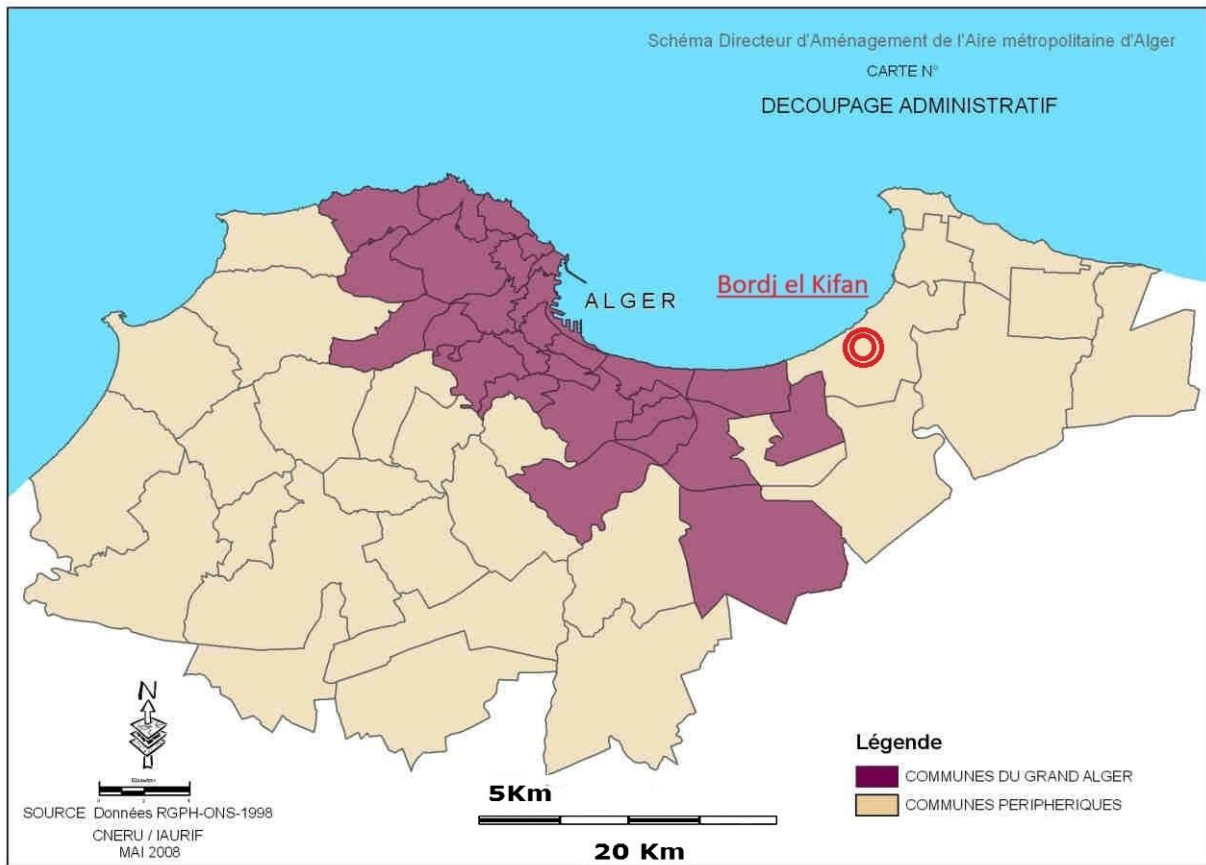 Schéma Directeur d'Aménagement de l'Aire métropolitaine d'Alger
CARTE N°
DECOUPAGE ADMINISTRATIF
Bordj el Kifan
ALGER
N
Légende
COMMUNES DU GRAND ALGER
COMMUNES PERIPHERIQUES
SOURCE Données RGPH-ONS-1998
CNERU / IAURIF
MAI 2008
5Km
20 Km